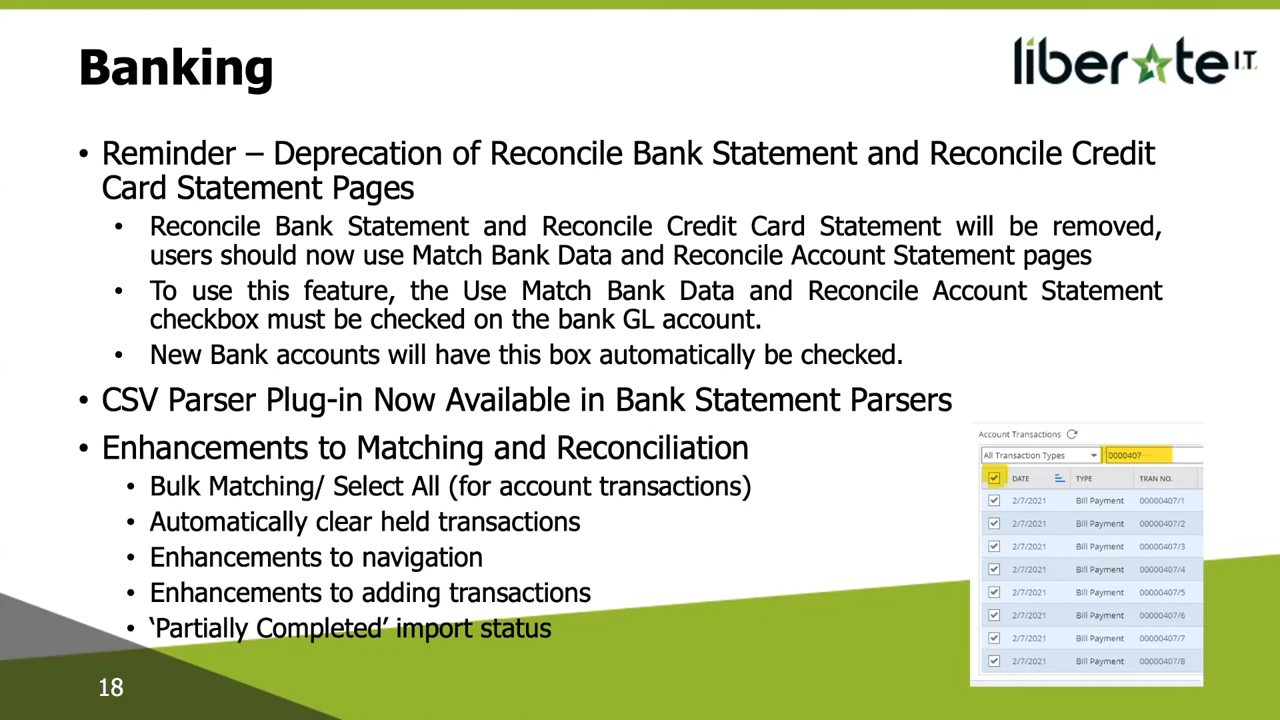 Banking
liberate I.T.
• Reminder – Deprecation of Reconcile Bank Statement and Reconcile Credit
Card Statement Pages
• Reconcile Bank Statement and Reconcile Credit Card Statement will be removed,
users should now use Match Bank Data and Reconcile Account Statement pages
• To use this feature, the Use Match Bank Data and Reconcile Account Statement
checkbox must be checked on the bank GL account.
• New Bank accounts will have this box automatically be checked.
• CSV Parser Plug-in Now Available in Bank Statement Parsers
• Enhancements to Matching and Reconciliation
• Bulk Matching/ Select All (for account transactions)
• Automatically clear held transactions
• Enhancements to navigation
• Enhancements to adding transactions
• ‘Partially Completed’ import status
Account Transactions
All Transaction Types 0000407
DATE TYPE TRAN NO.
2/7/2021 Bill Payment 00000407/1
2/7/2021 Bill Payment 00000407/2
2/7/2021 Bill Payment 00000407/3
2/7/2021 Bill Payment 00000407/4
2/7/2021 Bill Payment 00000407/5
2/7/2021 Bill Payment 00000407/6
2/7/2021 Bill Payment 00000407/7
2/7/2021 Bill Payment 00000407/8
18